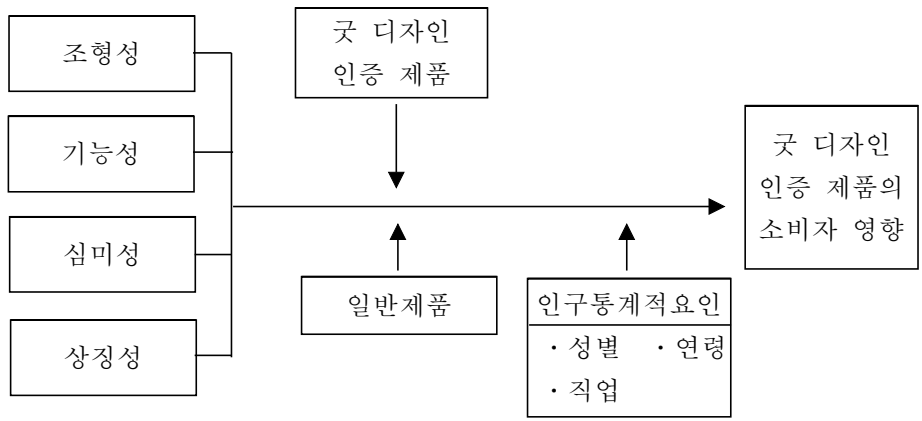 조형성
기능성
심미성
상징성
굿 디자인
인증 제품
일반제품
인구통계적요인
· 성별 · 연령
· 직업
굿 디자인
인증 제품의
소비자 영향